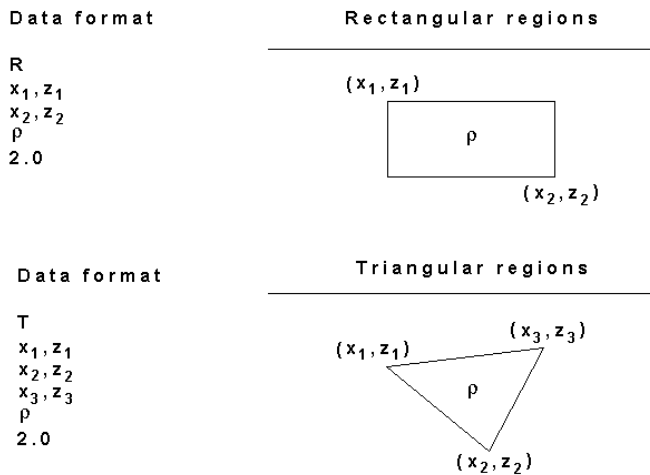 Data format
R
x1,z1
x2,z2
ρ
2.0
Rectangular regions
(x1,z1)
ρ
(x2,z2)
Data format
T
x1,z1
x2,z2
x3,z3
ρ
2.0
Triangular regions
(x3,z3)
(x1,z1)
ρ
(x2,z2)